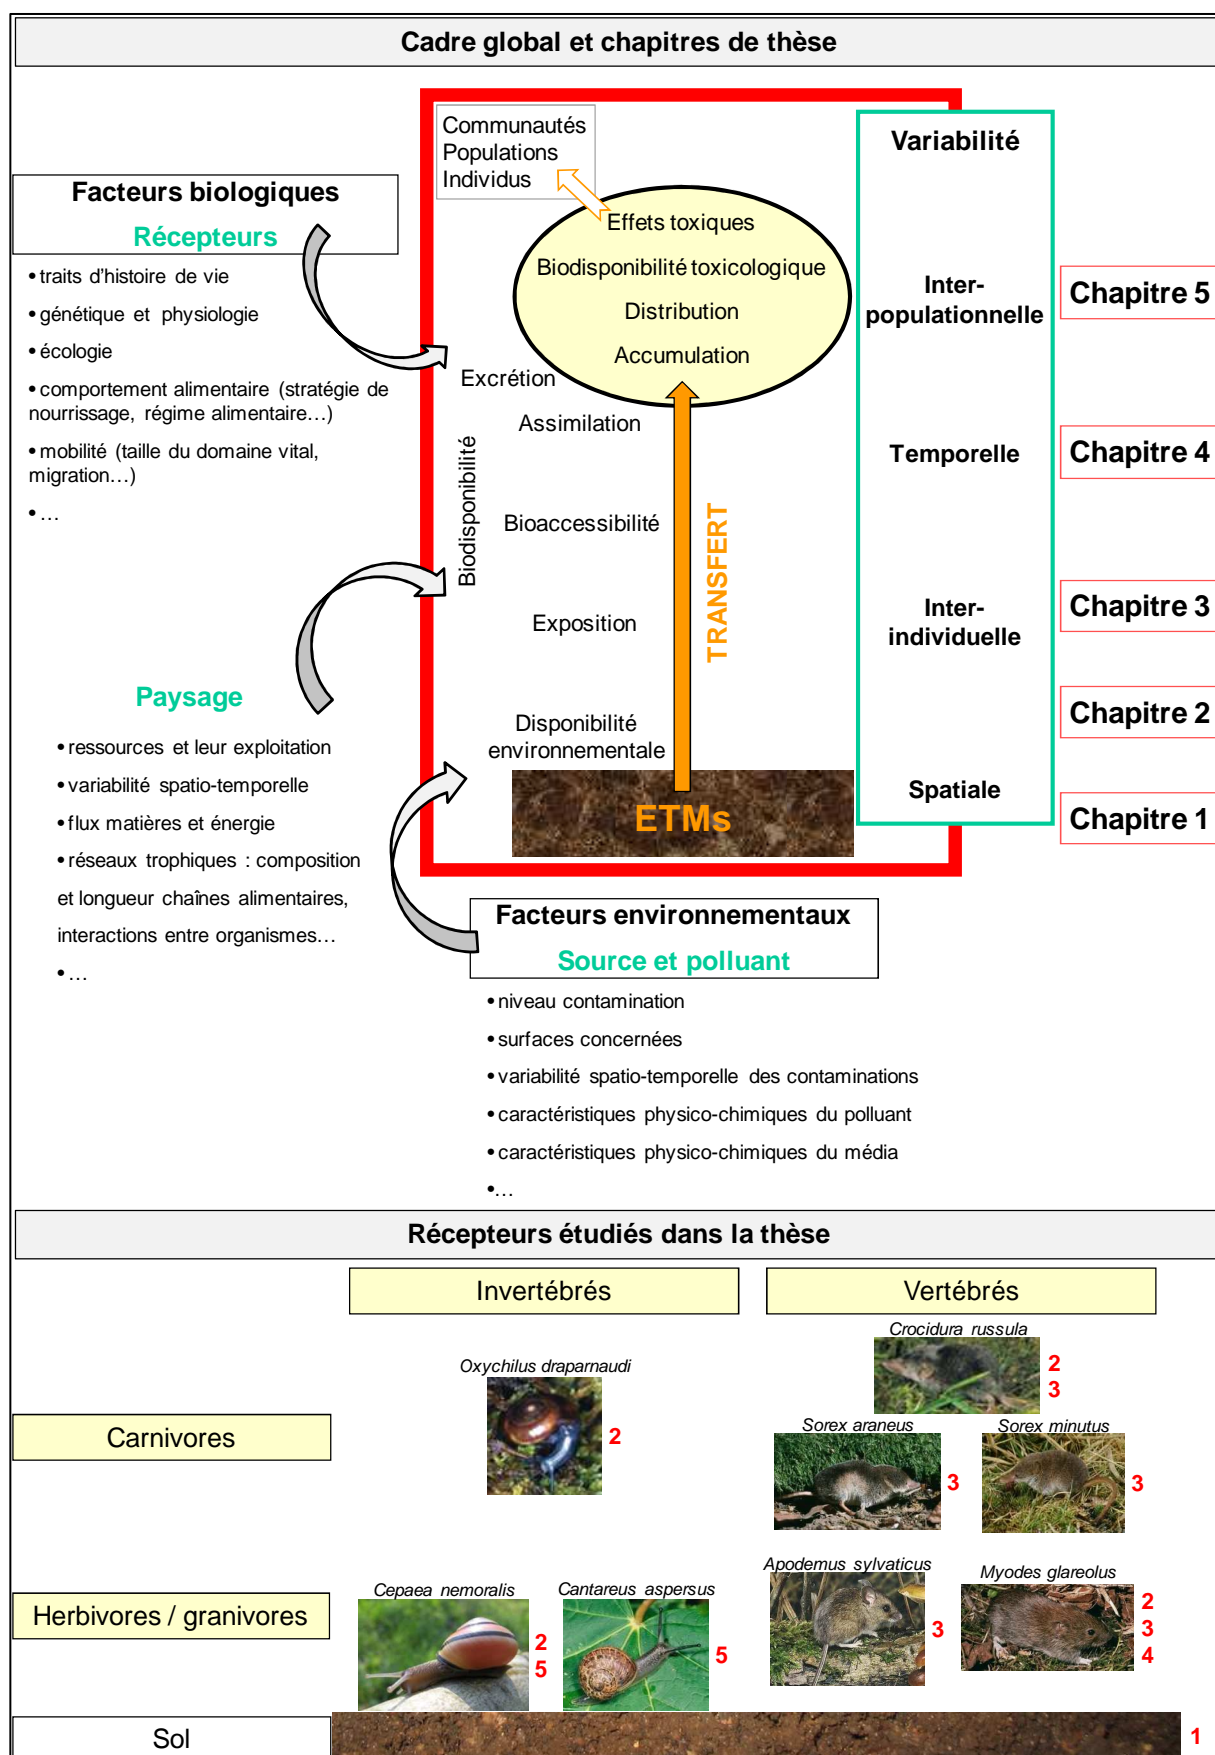 Cadre global et chapitres de thèse
Communautés
Populations
Individus
Variabilité
Facteurs biologiques
Récepteurs
• traits d'histoire de vie
• génétique et physiologie
• écologie
• comportement alimentaire (stratégie de
nourrissage, régime alimentaire…)
• mobilité (taille du domaine vital,
migration…)
• …
Effets toxiques
Biodisponibilité toxicologique
Distribution
Accumulation
Excrétion
Assimilation
Biodisponibilité
Bioaccessibilité
Exposition
TRANSFERT
Disponibilité
environnementale
ETMs
Inter-
populationnelle
Temporelle
Inter-
individuelle
Spatiale
Chapitre 5
Chapitre 4
Chapitre 3
Chapitre 2
Chapitre 1
Paysage
• ressources et leur exploitation
• variabilité spatio-temporelle
• flux matières et énergie
• réseaux trophiques : composition
et longueur chaînes alimentaires,
interactions entre organismes…
• …
Facteurs environnementaux
Source et polluant
• niveau contamination
• surfaces concernées
• variabilité spatio-temporelle des contaminations
• caractéristiques physico-chimiques du polluant
• caractéristiques physico-chimiques du média
•…
Récepteurs étudiés dans la thèse
Invertébrés
Vertébrés
Carnivores
Oxychilus draparnaudi
2
Crocidura russula
2
3
Sorex araneus
3
Sorex minutus
3
Herbivores / granivores
Cepaea nemoralis
2
5
Cantareus aspersus
5
Apodemus sylvaticus
3
Myodes glareolus
2
3
4
Sol
1